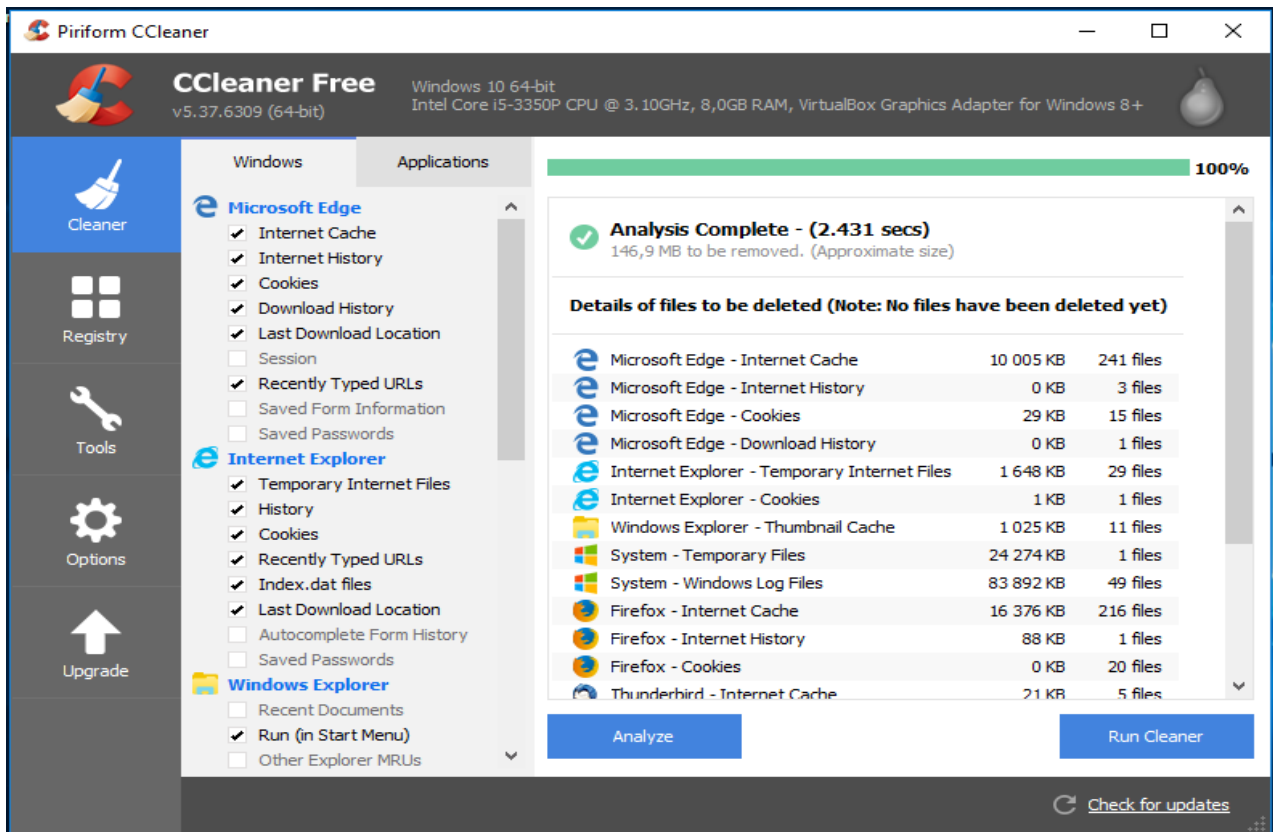 Piriform CCleaner
CCleaner Free
v5.37.6309 (64-bit)
Windows 10 64-bit
Intel Core i5-3350P CPU @ 3.10GHz, 8,0GB RAM, VirtualBox Graphics Adapter for Windows 8+
Cleaner
Registry
Tools
Options
Upgrade
Windows Applications
Microsoft Edge
Internet Cache
Internet History
Cookies
Download History
Last Download Location
Session
Recently Typed URLs
Saved Form Information
Saved Passwords
Internet Explorer
Temporary Internet Files
History
Cookies
Recently Typed URLs
Index.dat files
Last Download Location
Autocomplete Form History
Saved Passwords
Windows Explorer
Recent Documents
Run (in Start Menu)
Other Explorer MRUs
100%
Analysis Complete - (2.431 secs)
146,9 MB to be removed. (Approximate size)
Details of files to be deleted (Note: No files have been deleted yet)
Microsoft Edge - Internet Cache 10 005 KB 241 files
Microsoft Edge - Internet History 0 KB 3 files
Microsoft Edge - Cookies 29 KB 15 files
Microsoft Edge - Download History 0 KB 1 files
Internet Explorer - Temporary Internet Files 1 648 KB 29 files
Internet Explorer - Cookies 1 KB 1 files
Windows Explorer - Thumbnail Cache 1 025 KB 11 files
System - Temporary Files 24 274 KB 1 files
System - Windows Log Files 83 892 KB 49 files
Firefox - Internet Cache 16 376 KB 216 files
Firefox - Internet History 88 KB 1 files
Firefox - Cookies 0 KB 20 files
Thunderbird - Internet Cache 21 KB 5 files
Analyze
Run Cleaner
Check for updates